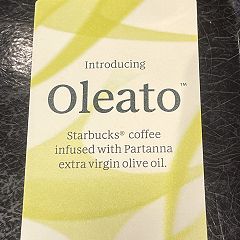 Introducing
Oleato™
Starbucks® coffee
infused with Partanna
extra virgin olive oil.